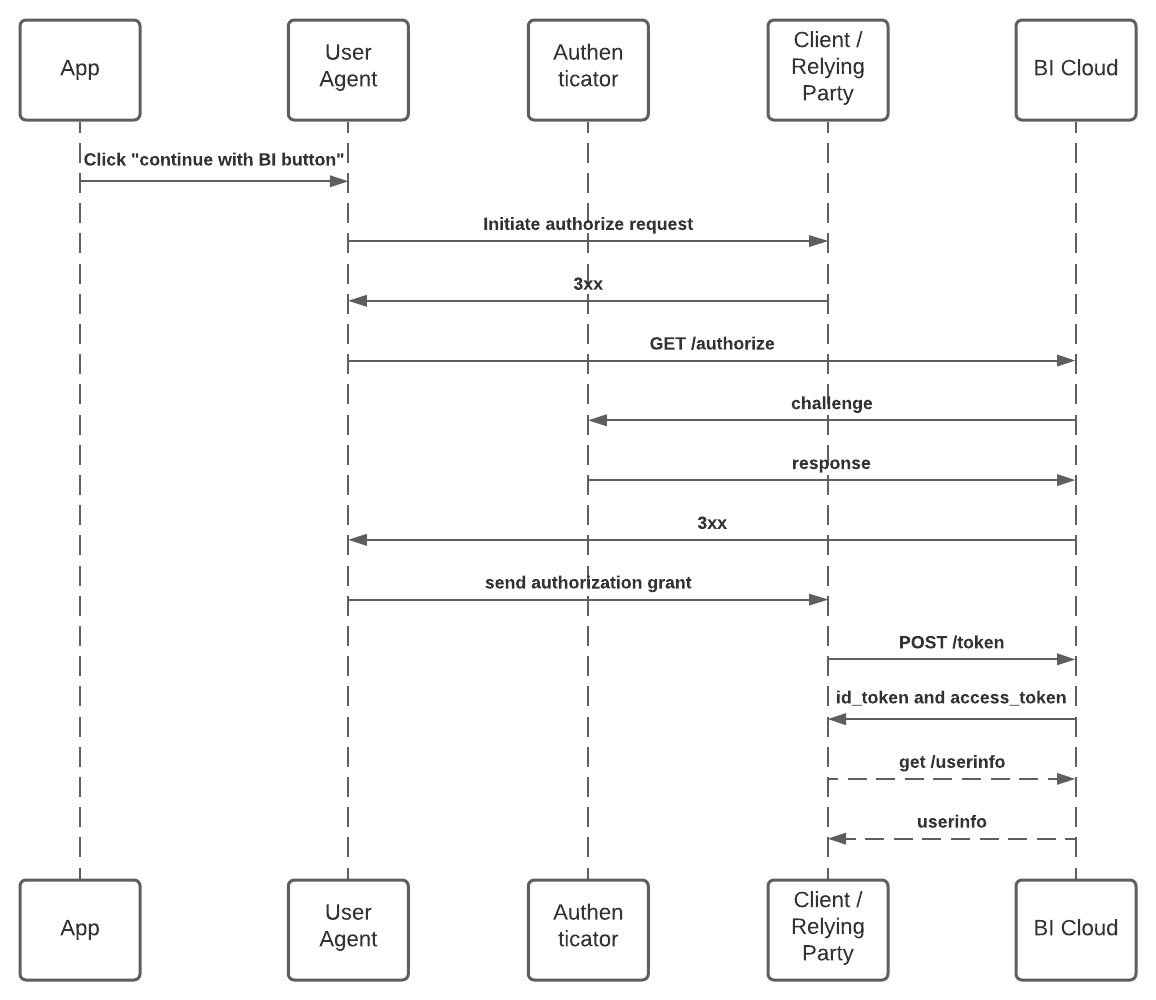 App
User
Agent
Authen
ticator
Client /
Relying
Party
BI Cloud
Click "continue with BI button"
Initiate authorize request
3xx
GET /authorize
challenge
response
3xx
send authorization grant
POST /token
id_token and access_token
get /userinfo
userinfo
App
User
Agent
Authen
ticator
Client /
Relying
Party
BI Cloud